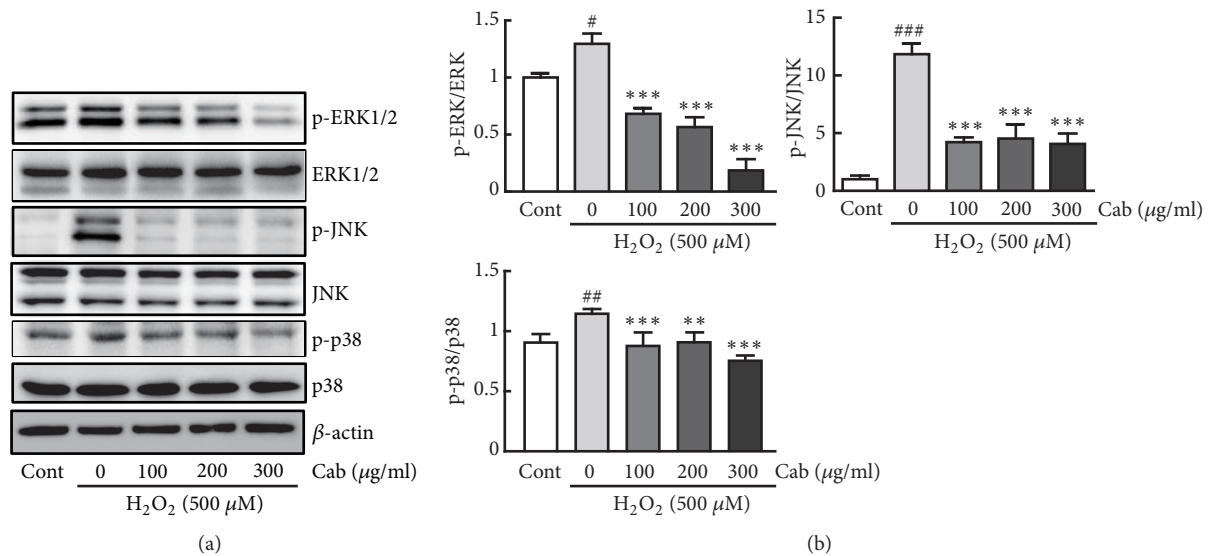 p-ERK1/2
ERK1/2
p-JNK
JNK
p-p38
p38
β-actin
Cont 0 100 200 300 Cab (μg/ml)
H₂O₂ (500 μM)
(a)
p-ERK/ERK
1.5
1
0.5
0
#
***
***
***
Cont 0 100 200 300
H₂O₂ (500 μM)
p-JNK/JNK
15
10
5
0
###
***
***
***
Cont 0 100 200 300 Cab (μg/ml)
H₂O₂ (500 μM)
p-p38/p38
1.5
1
0.5
0
##
***
**
***
Cont 0 100 200 300 Cab (μg/ml)
H₂O₂ (500 μM)
(b)